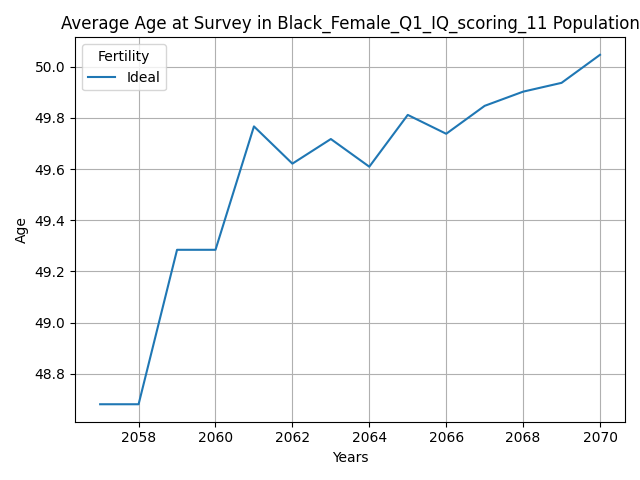 Average Age at Survey in Black_Female_Q1_IQ_scoring_11 Population
Fertility
Ideal
50.0
49.8
49.6
49.4
49.2
49.0
48.8
Age
2058 2060 2062 2064 2066 2068 2070
Years